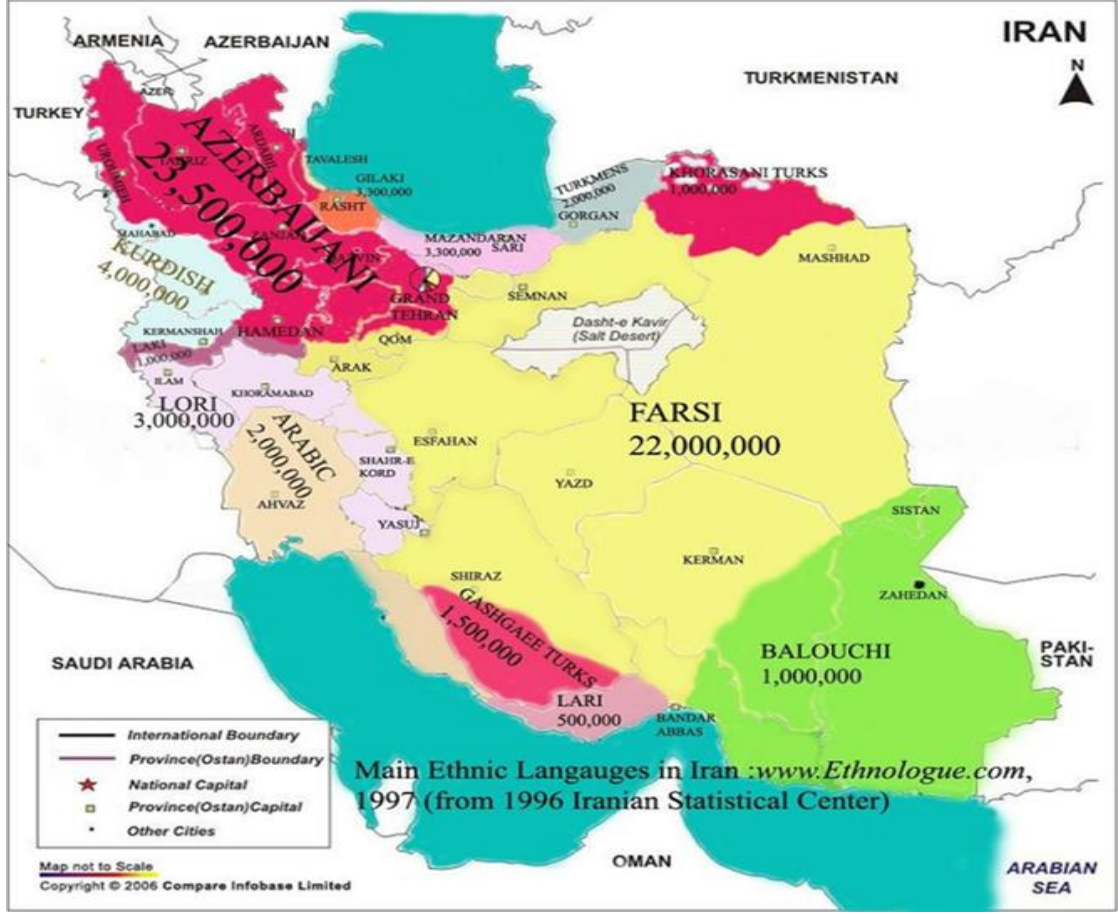 IRAN
N
ARMENIA
AZERBAIJAN
TURKMENISTAN
TURKEY
AZER.
AZERBAIJANI
23,500,000
ARDABIL
TABRIZ
UROUMIEH
TAVALESH
GILAKI
3,300,000
RASHT
TURKMENS
2,000,000
GORGAN
KHORASANI TURKS
1,000,000
MAHABAD
ZANJAN
MAZANDARAN
3,300,000
SARI
MASHHAD
KURDISH
4,000,000
GRAND
TEHRAN
SEMNAN
KERMANSHAH
HAMEDAN
QOM
Dasht-e Kavir
(Salt Desert)
LAKI
1,000,000
ARAK
ILAM
KHORAMABAD
LORI
3,000,000
FARSI
22,000,000
ARABIC
2,000,000
ESFAHAN
SHAHR-E
KORD
YAZD
AHVAZ
YASUJ
SISTAN
KERMAN
SHIRAZ
ZAHEDAN
GASHGAEE TURKS
1,500,000
BALOUCHI
1,000,000
PAKI-
STAN
SAUDI ARABIA
LARI
500,000
BANDAR
ABBAS
International Boundary
Province(Ostan)Boundary
National Capital
Province(Ostan)Capital
Other Cities
Main Ethnic Langauges in Iran :www.Ethnologue.com,
1997 (from 1996 Iranian Statistical Center)
Map not to Scale
Copyright © 2006 Compare Infobase Limited
OMAN
ARABIAN
SEA